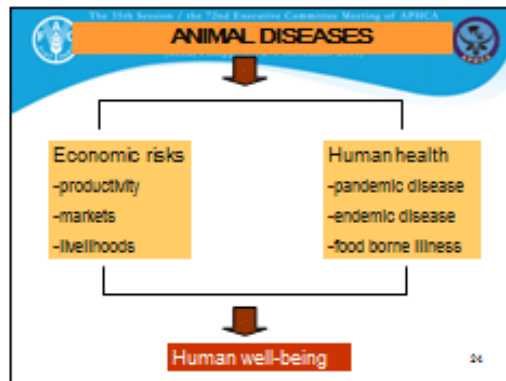 The 35th Session / the 72nd Executive Committee Meeting of APHCA
ANIMAL DISEASES
Economic risks
-productivity
-markets
-livelihoods
Human health
-pandemic disease
-endemic disease
-food borne illness
Human well-being